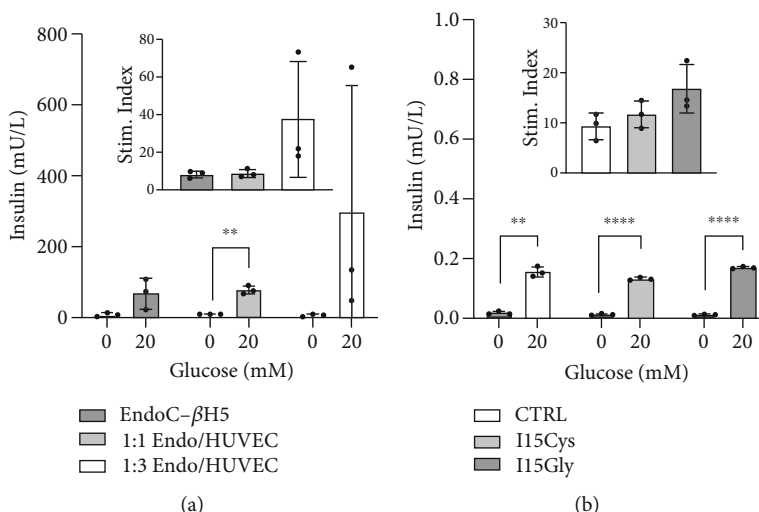 800
600
400
200
0
Insulin (mU/L)
80
60
40
20
0
Stim. Index
**
0 20 0 20 0 20
Glucose (mM)
EndoC–βH5
1:1 Endo/HUVEC
1:3 Endo/HUVEC
(a)
1.0
0.8
0.6
0.4
0.2
0.0
Insulin (mU/L)
30
20
10
0
Stim. Index
** **** ****
0 20 0 20 0 20
Glucose (mM)
CTRL
I15Cys
I15Gly
(b)